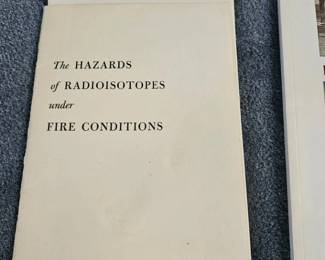 The HAZARDS
of RADIOISOTOPES
under
FIRE CONDITIONS